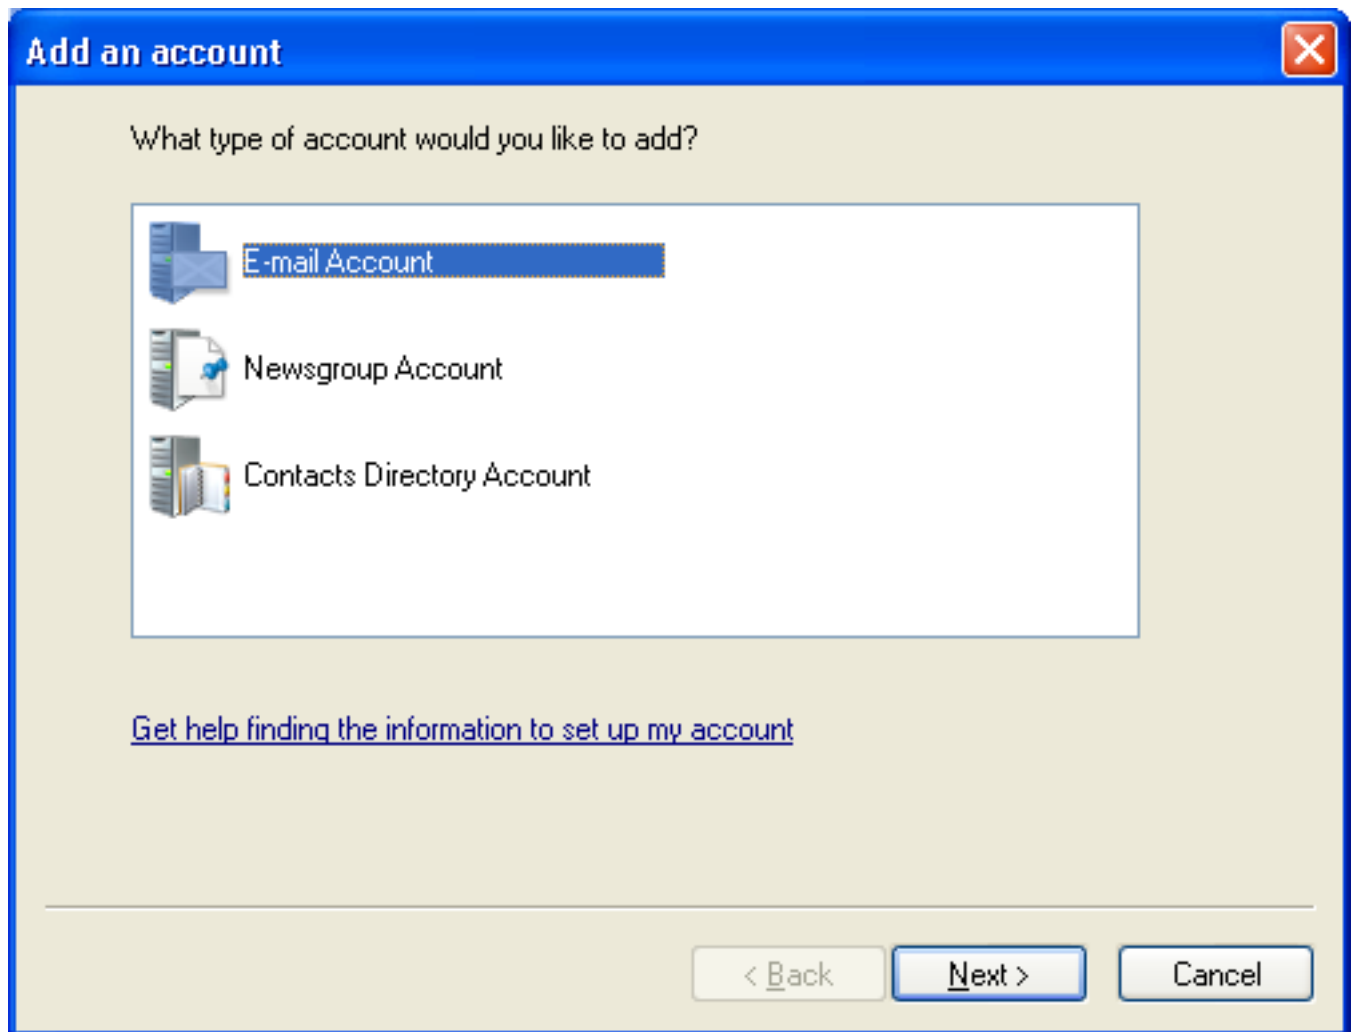 Add an account
What type of account would you like to add?
E-mail Account
Newsgroup Account
Contacts Directory Account
Get help finding the information to set up my account
< Back
Next >
Cancel